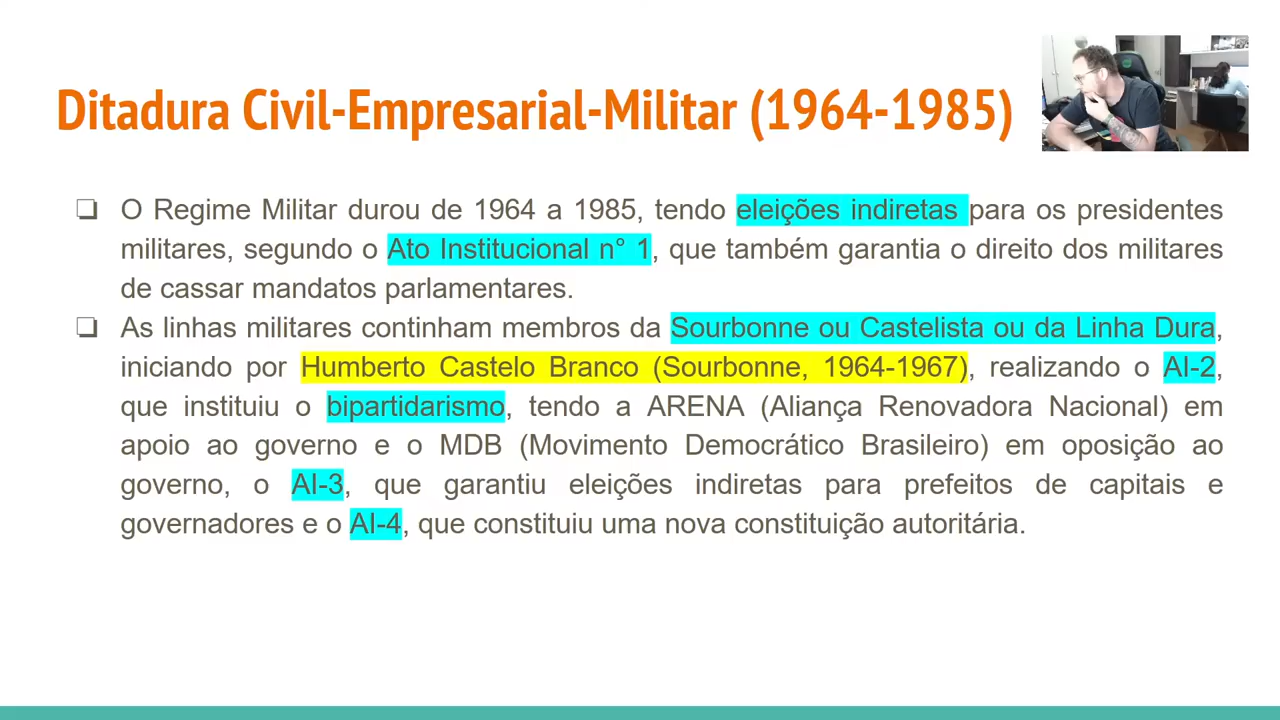 Ditadura Civil-Empresarial-Militar (1964-1985)
❏ O Regime Militar durou de 1964 a 1985, tendo eleições indiretas para os presidentes
militares, segundo o Ato Institucional n° 1, que também garantia o direito dos militares
de cassar mandatos parlamentares.
❏ As linhas militares continham membros da Sourbonne ou Castelista ou da Linha Dura,
iniciando por Humberto Castelo Branco (Sourbonne, 1964-1967), realizando o AI-2,
que instituiu o bipartidarismo, tendo a ARENA (Aliança Renovadora Nacional) em
apoio ao governo e o MDB (Movimento Democrático Brasileiro) em oposição ao
governo, o AI-3, que garantiu eleições indiretas para prefeitos de capitais e
governadores e o AI-4, que constituiu uma nova constituição autoritária.